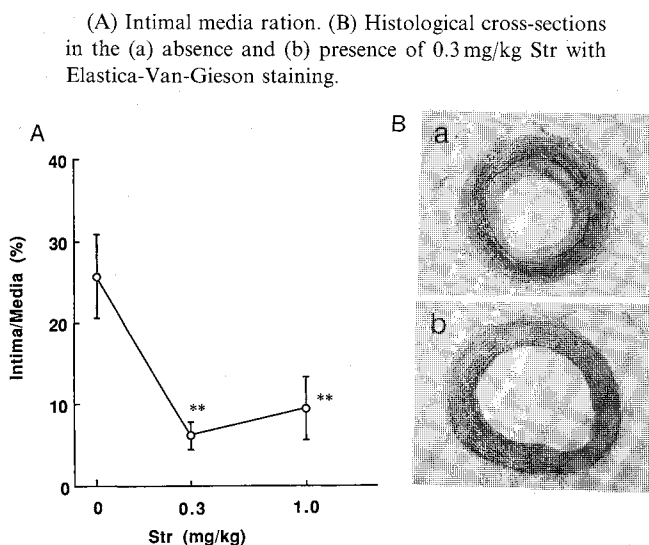 (A) Intimal media ration. (B) Histological cross-sections
in the (a) absence and (b) presence of 0.3 mg/kg Str with
Elastica-Van-Gieson staining.
A
40
30
20
10
0
Intima/Media (%)
**
**
0 0.3 1.0
Str (mg/kg)
B
a
b